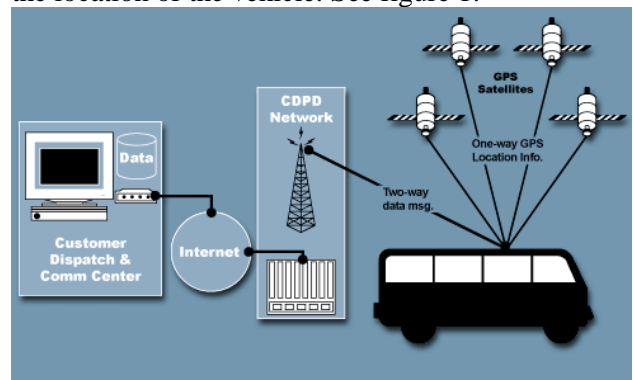 the location of the vehicle. See figure 1.
CDPD
Network
GPS
Satellites
Data
One-way GPS
Location Info.
Two-way
data msg.
Customer
Dispatch &
Comm Center
Internet